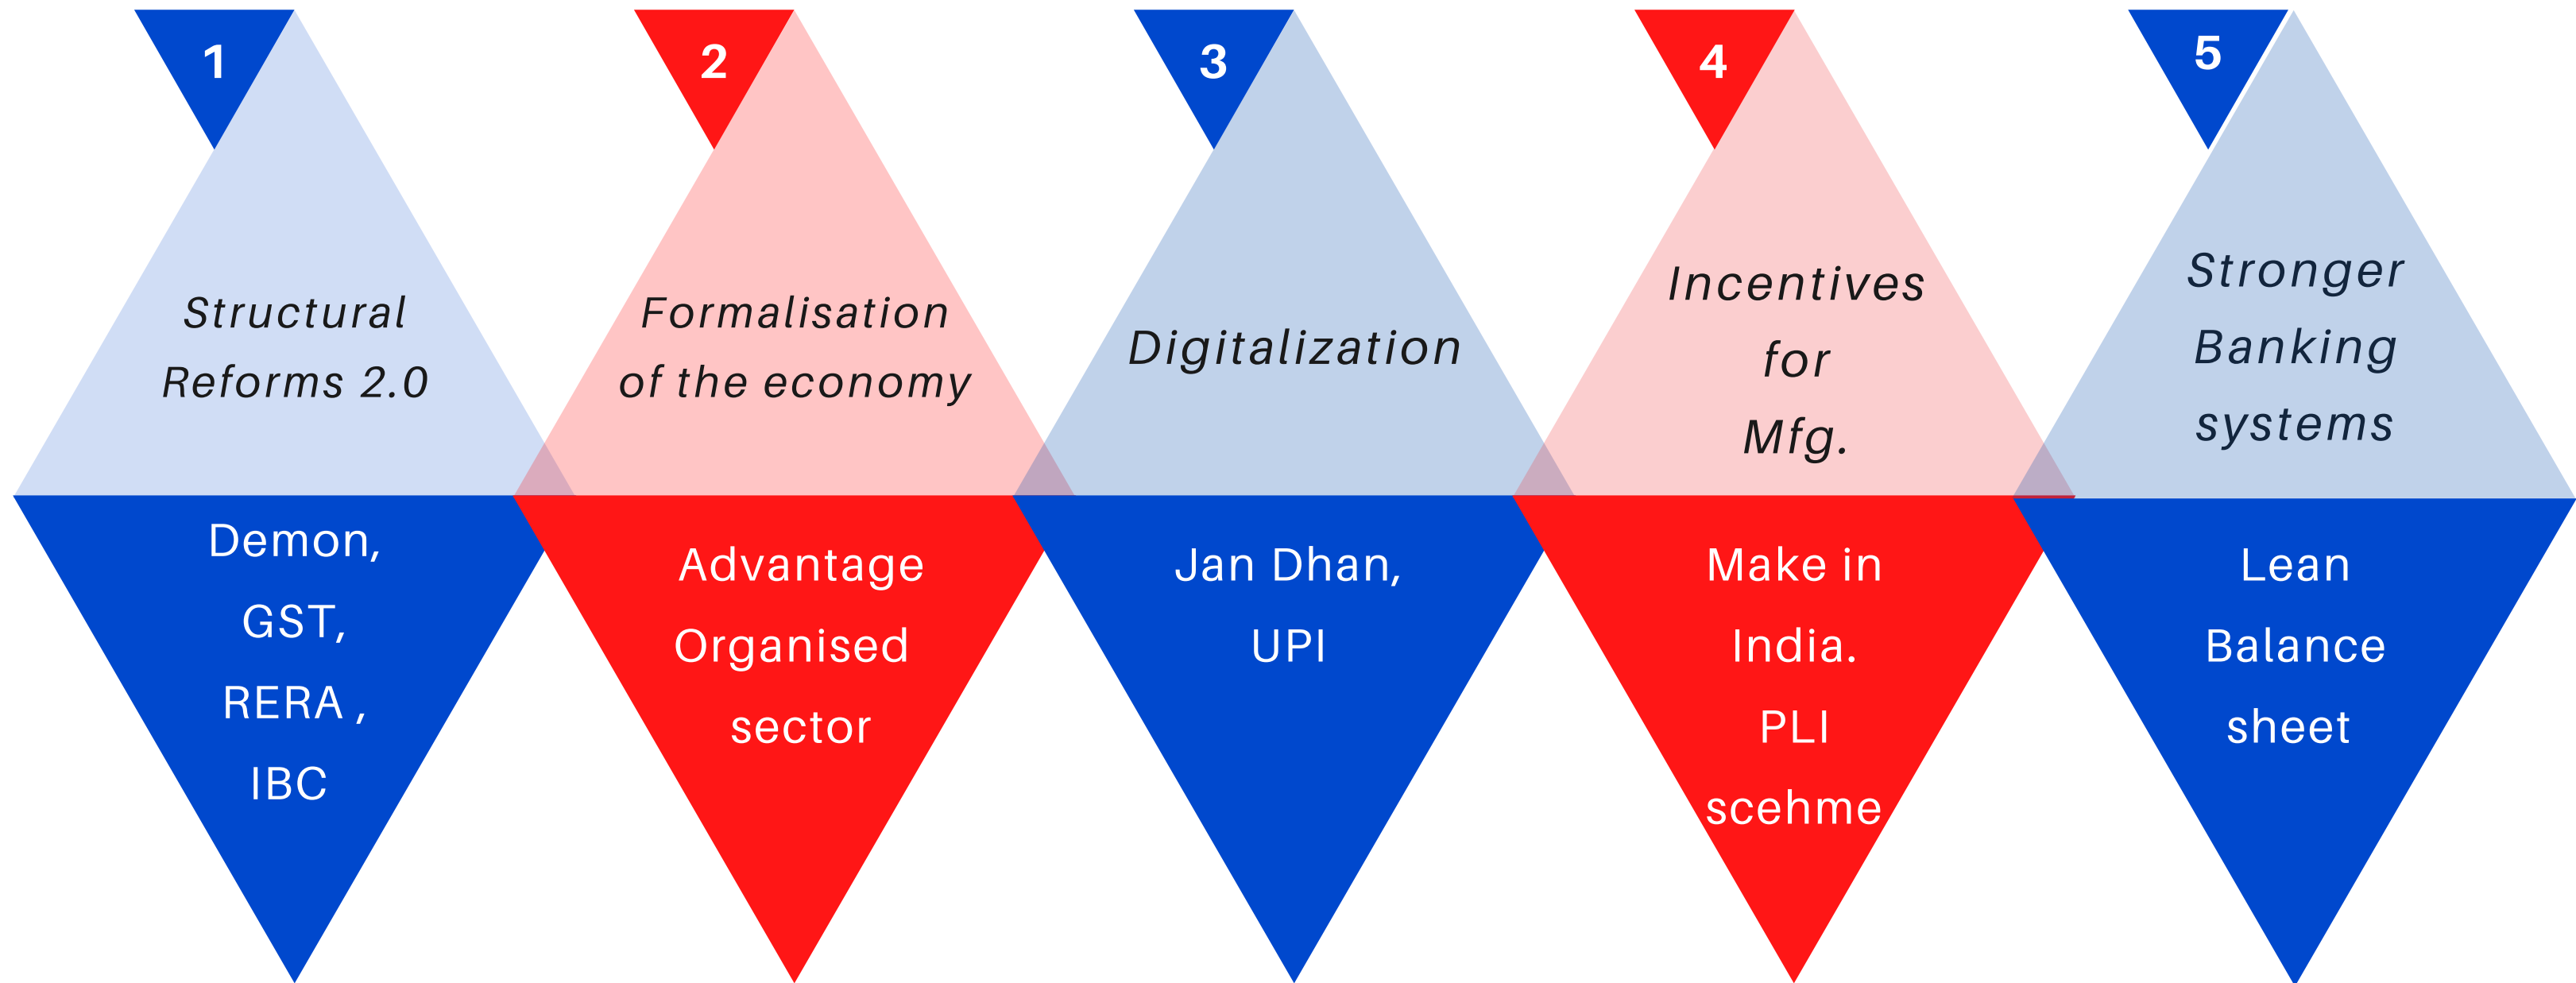 1
Structural
Reforms 2.0
Demon,
GST,
RERA ,
IBC
2
Formalisation
of the economy
Advantage
Organised
sector
3
Digitalization
Jan Dhan,
UPI
4
Incentives
for
Mfg.
Make in
India.
PLI
scehme
5
Stronger
Banking
systems
Lean
Balance
sheet